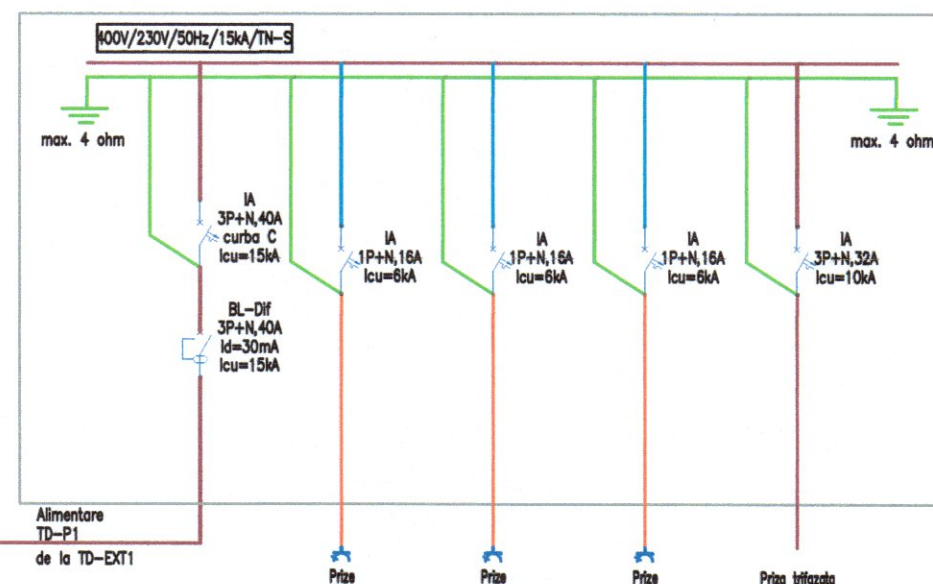 400V/230V/50Hz/15kA/TN-S
max. 4 ohm
max. 4 ohm
IA
3P+N,40A
curba C
Icu=15kA
IA
1P+N,16A
Icu=6kA
IA
1P+N,16A
Icu=6kA
IA
1P+N,16A
Icu=6kA
IA
3P+N,32A
Icu=10kA
BL-Dif
3P+N,40A
Id=30mA
Icu=15kA
Alimentare
TD-P1
de la TD-EXT1
Prize
Prize
Prize
Priza trifazata